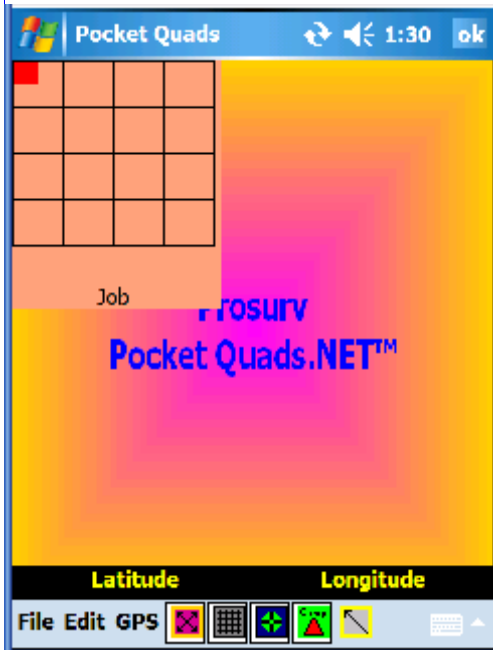 Pocket Quads 1:30 ok
Job
Prosurv
Pocket Quads.NET™
Latitude Longitude
File Edit GPS